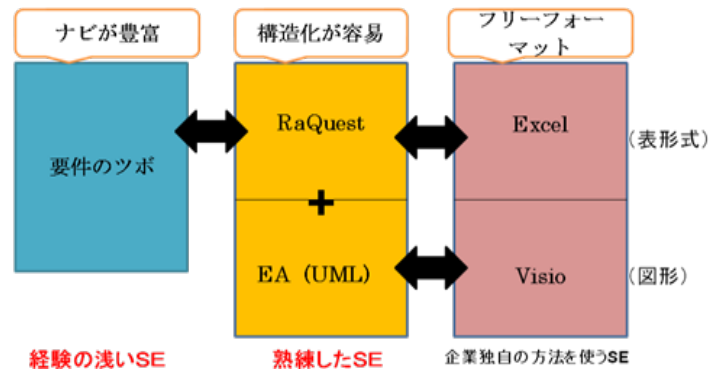 ナビが豊富
構造化が容易
フリーフォー
マット
要件のツボ
RaQuest
Excel
(表形式)
+
EA (UML)
Visio
(図形)
経験の浅いSE
熟練したSE
企業独自の方法を使うSE